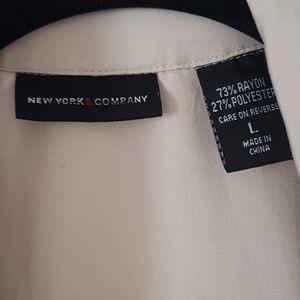 NEW YORK & COMPANY
73% RAYON
27% POLYESTER
CARE ON REVERSE
L
MADE IN
CHINA